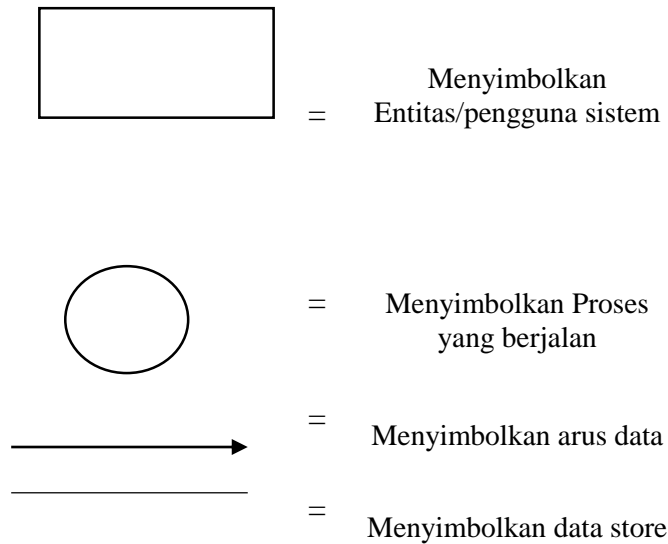 Menyimbolkan
= Entitas/pengguna sistem
= Menyimbolkan Proses
yang berjalan
=
Menyimbolkan arus data
=
Menyimbolkan data store